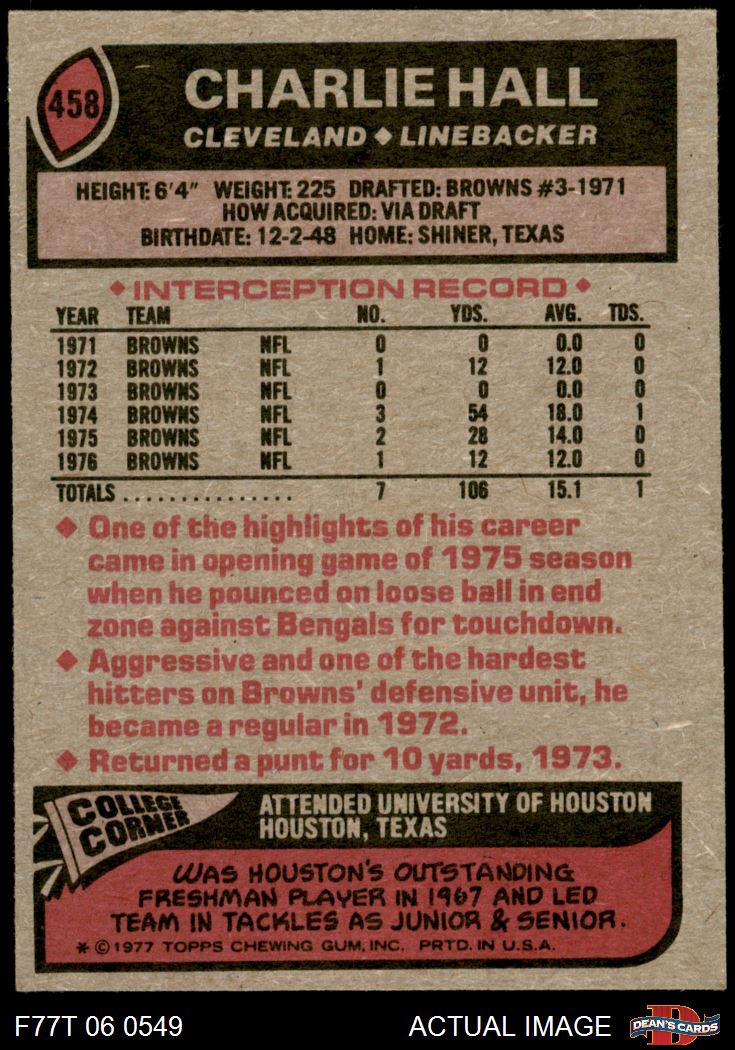 458
CHARLIE HALL
CLEVELAND ◆ LINEBACKER
HEIGHT: 6'4" WEIGHT: 225 DRAFTED: BROWNS #3-1971
HOW ACQUIRED: VIA DRAFT
BIRTHDATE: 12-2-48 HOME: SHINER, TEXAS
◆ INTERCEPTION RECORD ◆
YEAR TEAM NO. YDS. AVG. TDS.
1971 BROWNS NFL 0 0 0.0 0
1972 BROWNS NFL 1 12 12.0 0
1973 BROWNS NFL 0 0 0.0 0
1974 BROWNS NFL 3 54 18.0 1
1975 BROWNS NFL 2 28 14.0 0
1976 BROWNS NFL 1 12 12.0 0
TOTALS ................ 7 106 15.1 1
◆ One of the highlights of his career
came in opening game of 1975 season
when he pounced on loose ball in end
zone against Bengals for touchdown.
◆ Aggressive and one of the hardest
hitters on Browns' defensive unit, he
became a regular in 1972.
◆ Returned a punt for 10 yards, 1973.
COLLEGE
CORNER
ATTENDED UNIVERSITY OF HOUSTON
HOUSTON, TEXAS
WAS HOUSTON'S OUTSTANDING
FRESHMAN PLAYER IN 1967 AND LED
TEAM IN TACKLES AS JUNIOR & SENIOR.
* © 1977 TOPPS CHEWING GUM, INC. PRTD. IN U.S.A.
F77T 06 0549
ACTUAL IMAGE
D
DEAN'S CARDS